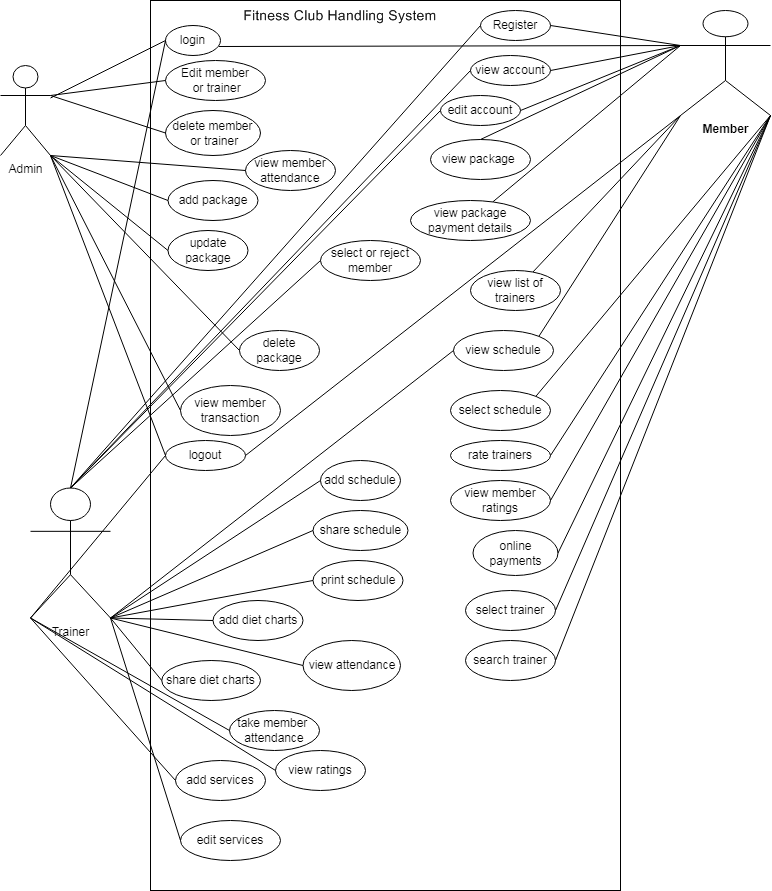 Fitness Club Handling System
Register
login
Edit member
or trainer
view account
edit account
delete member
or trainer
Member
view package
view member
attendance
Admin
add package
view package
payment details
update
package
select or reject
member
view list of
trainers
delete
package
view schedule
view member
transaction
select schedule
logout
rate trainers
add schedule
view member
ratings
share schedule
online
payments
print schedule
select trainer
add diet charts
Trainer
view attendance
search trainer
share diet charts
take member
attendance
view ratings
add services
edit services